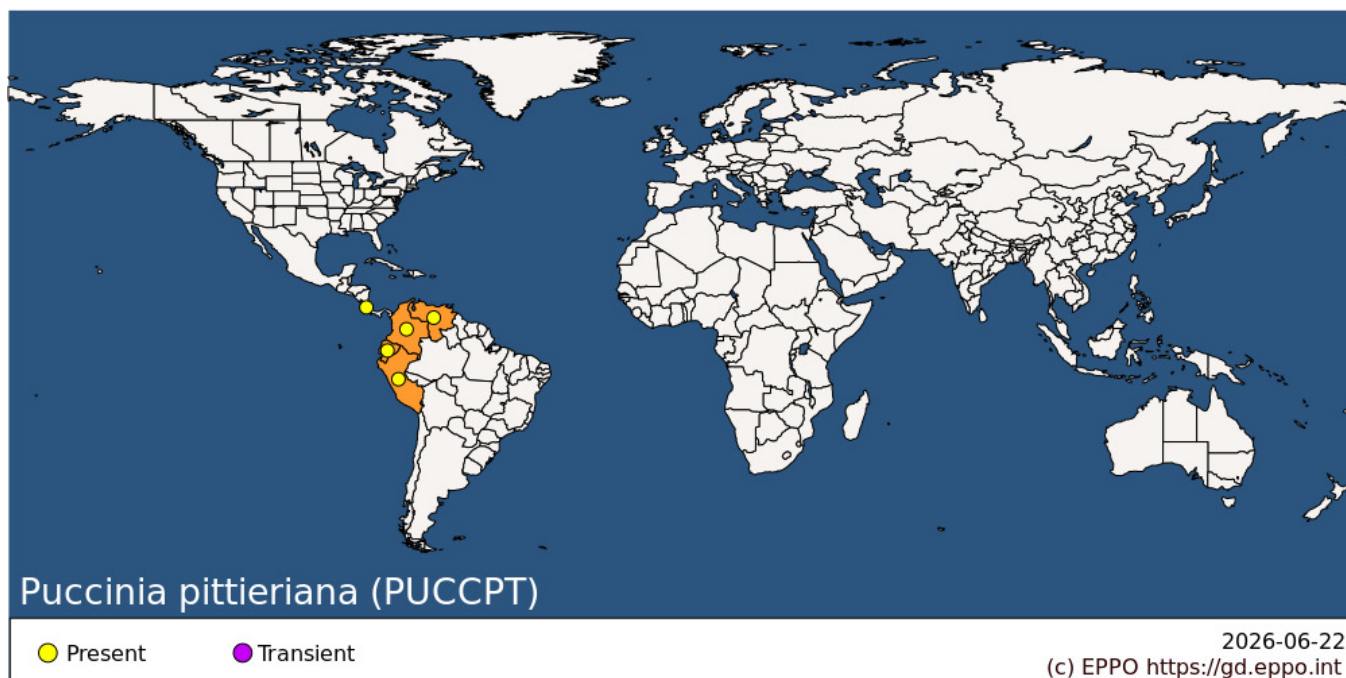 Puccinia pittieriana (PUCCPT)
Present
Transient
2026-06-22
(c) EPPO https://gd.eppo.int